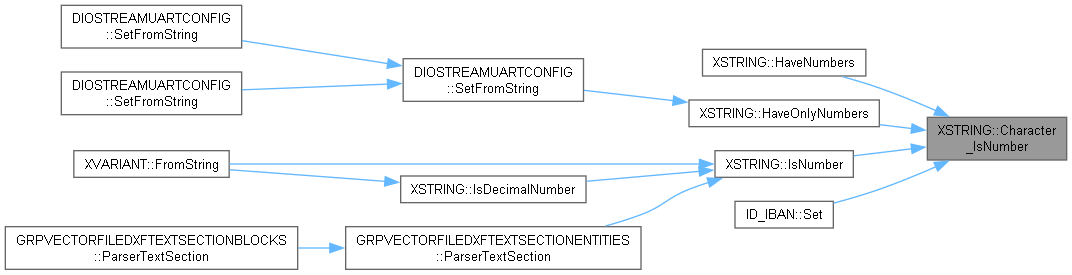 DIOSTREAMUARTCONFIG
::SetFromString
DIOSTREAMUARTCONFIG
::SetFromString
DIOSTREAMUARTCONFIG
::SetFromString
XSTRING::HaveNumbers
XSTRING::HaveOnlyNumbers
XSTRING::Character
_IsNumber
XVARIANT::FromString
XSTRING::IsDecimalNumber
XSTRING::IsNumber
ID_IBAN::Set
GRPVECTORFILEDXFTEXTSECTIONBLOCKS
::ParserTextSection
GRPVECTORFILEDXFTEXTSECTIONENTITIES
::ParserTextSection